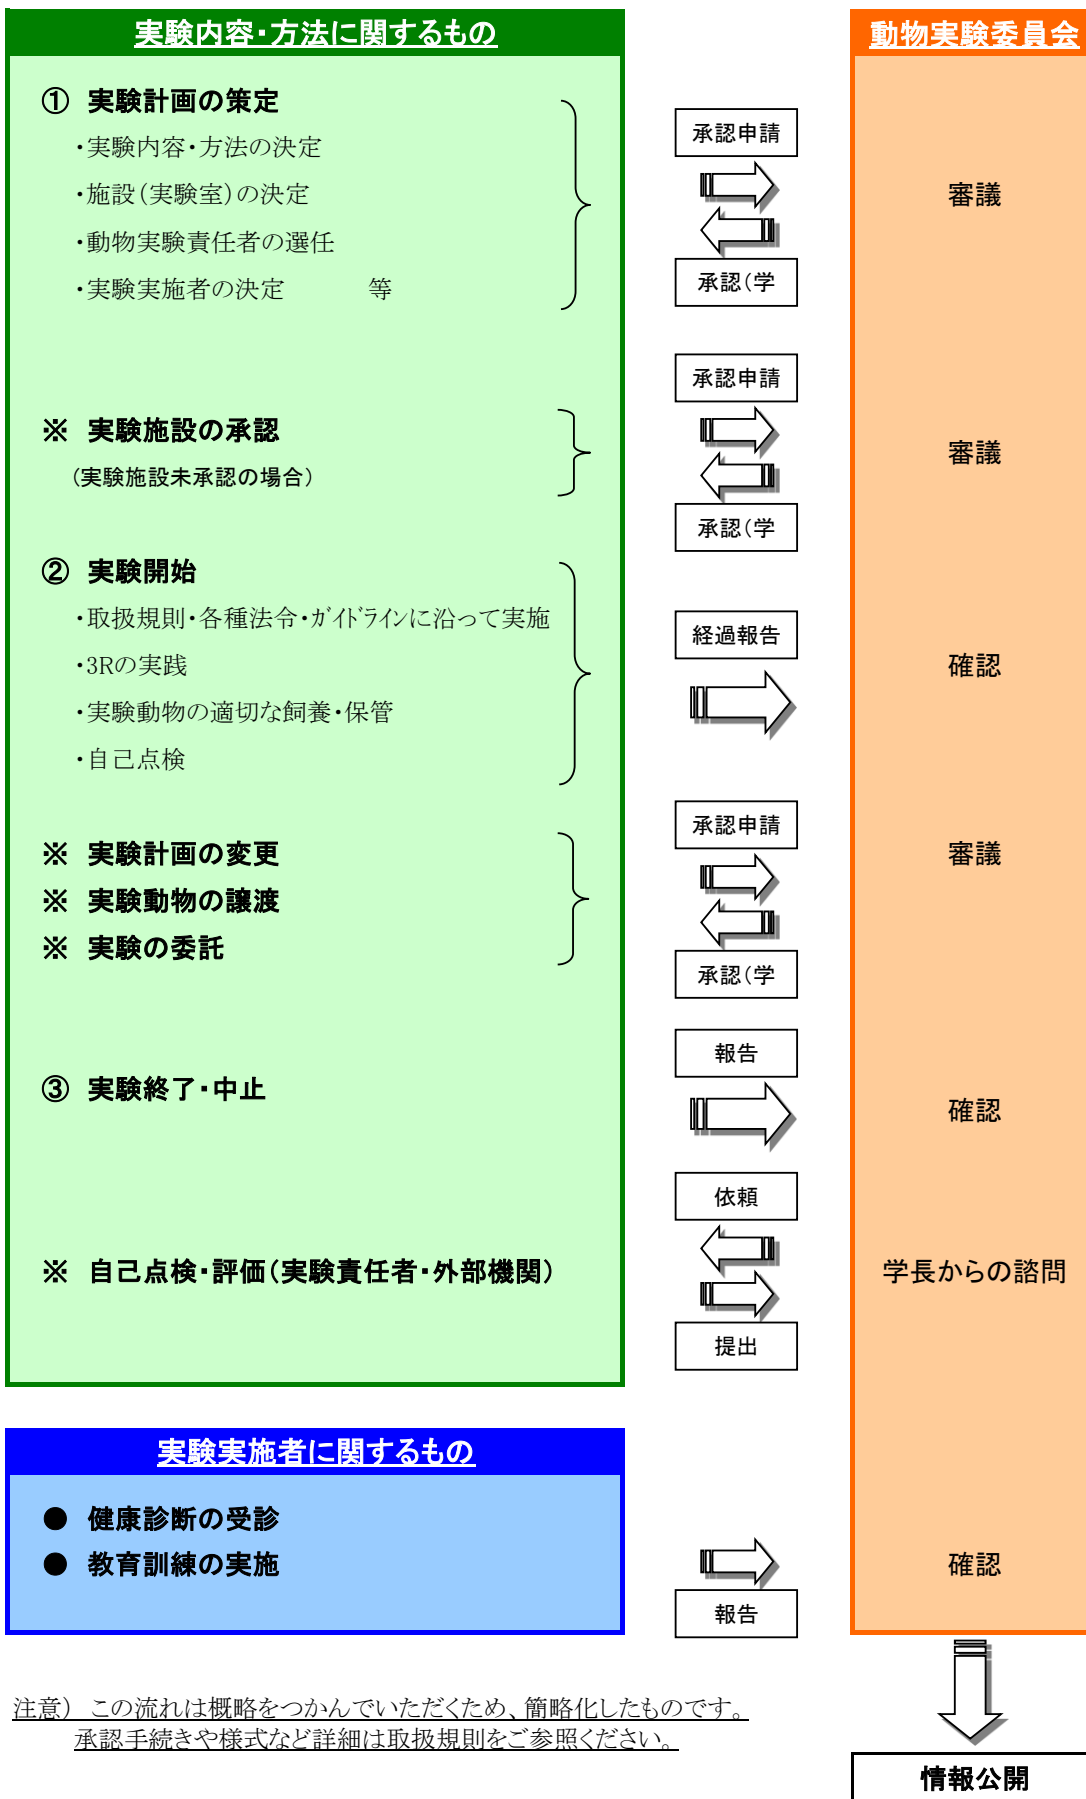 実験内容・方法に関するもの
動物実験委員会
① 実験計画の策定
・実験内容・方法の決定
・施設（実験室）の決定
・動物実験責任者の選任
・実験実施者の決定　　　等
承認申請
承認（学
審議
※ 実験施設の承認
（実験施設未承認の場合）
承認申請
承認（学
審議
② 実験開始
・取扱規則・各種法令・ｶﾞｲﾄﾞﾗｲﾝに沿って実施
・3Rの実践
・実験動物の適切な飼養・保管
・自己点検
経過報告
確認
※ 実験計画の変更
※ 実験動物の譲渡
※ 実験の委託
承認申請
承認（学
審議
③ 実験終了・中止
報告
確認
※ 自己点検・評価（実験責任者・外部機関）
依頼
提出
学長からの諮問
実験実施者に関するもの
● 健康診断の受診
● 教育訓練の実施
報告
確認
注意） この流れは概略をつかんでいただくため、簡略化したものです。
承認手続きや様式など詳細は取扱規則をご参照ください。
情報公開